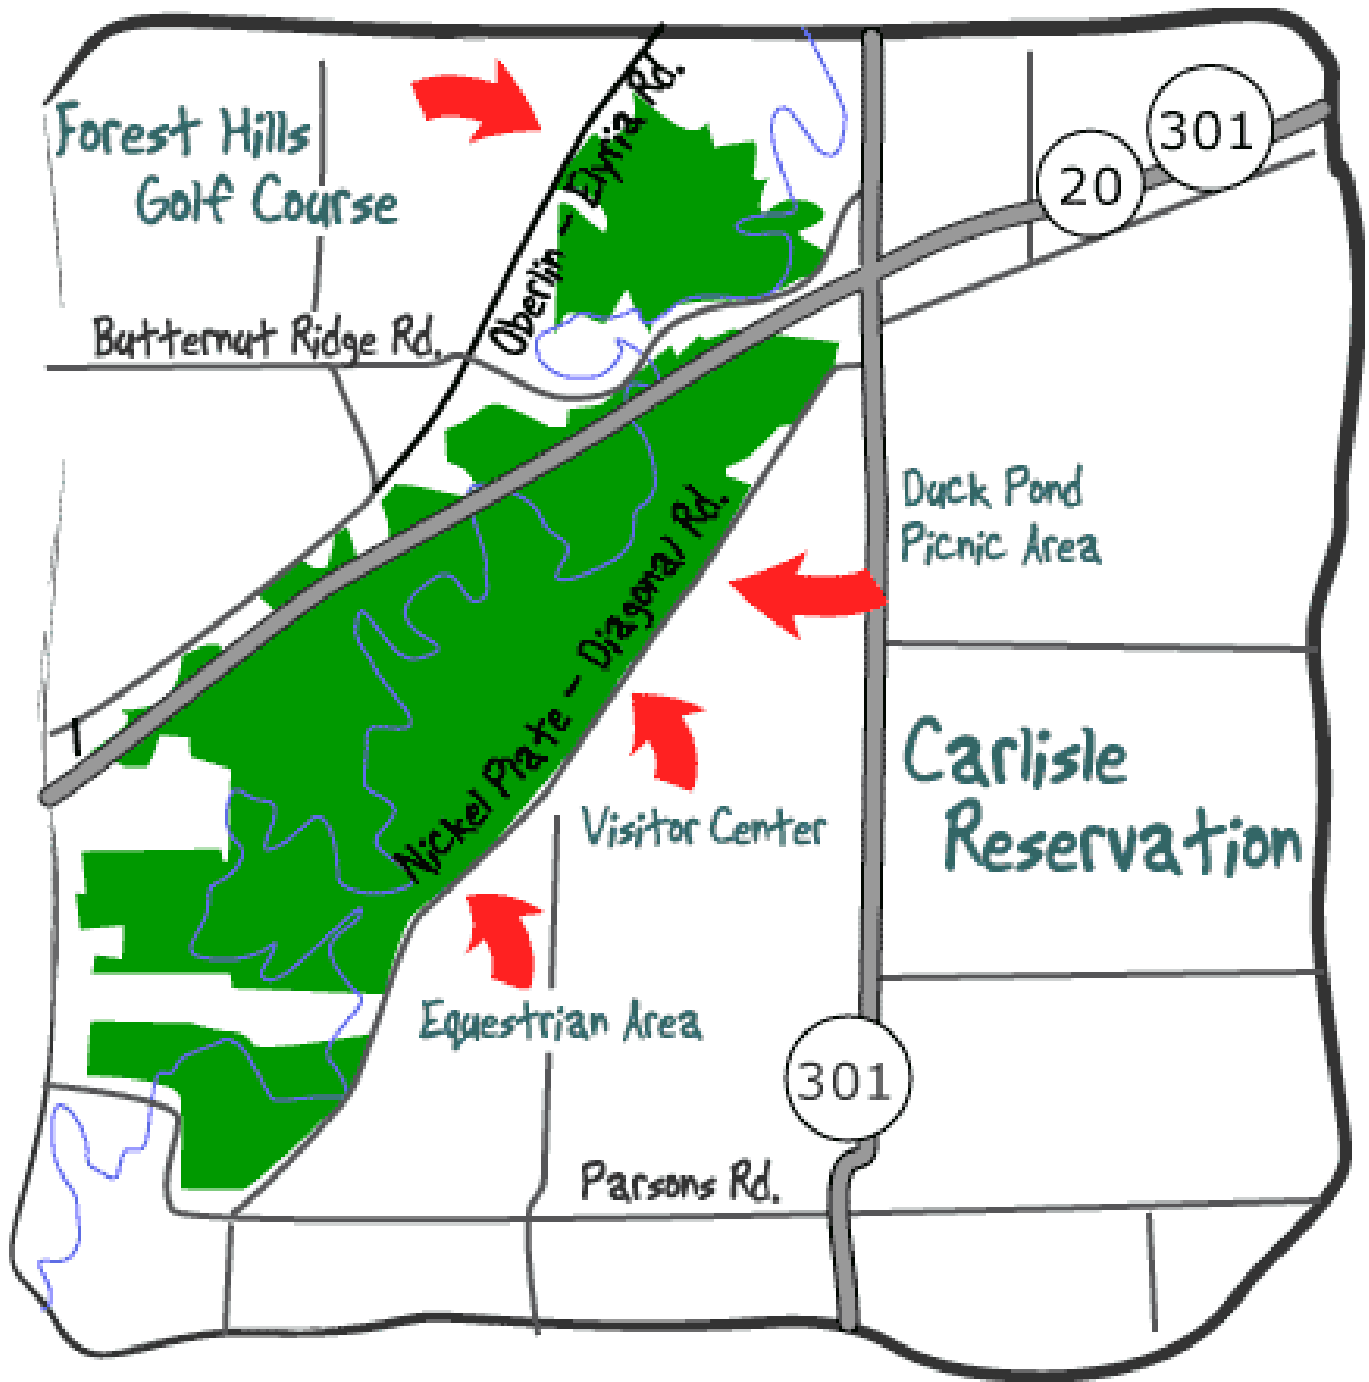 Forest Hills
Golf Course
Oberlin - Elyria Rd.
301
20
Butternut Ridge Rd.
Duck Pond
Picnic Area
Nickel Plate - Diagonal Rd.
Carlisle
Reservation
Visitor Center
Equestrian Area
301
Parsons Rd.